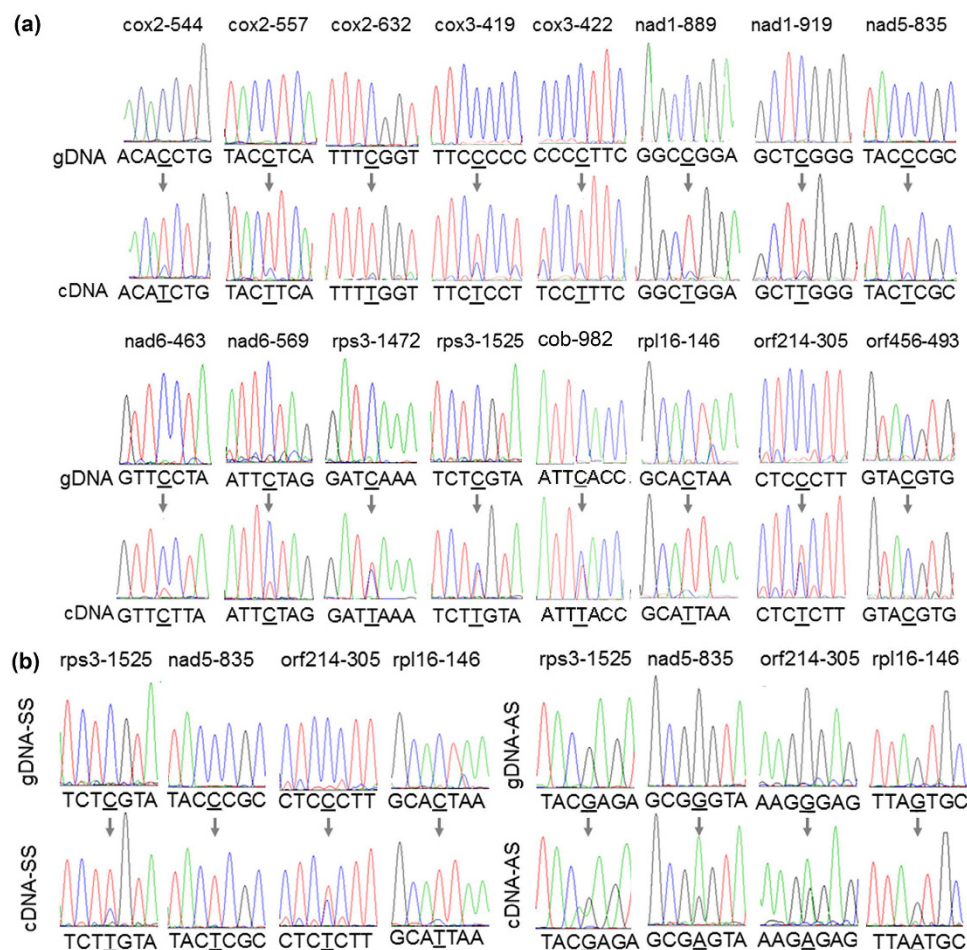 (a)
cox2-544 cox2-557 cox2-632 cox3-419 cox3-422 nad1-889 nad1-919 nad5-835
gDNA ACACCTG TACCTCA TTTCGGT TTCCCCC CCCCTTC GGCCGGA GCTCGGG TACCCGC
cDNA ACATCTG TACTTCA TTTTGGT TTCTCCT TCCTTTC GGCTGGA GCTTGGG TACTCGC
nad6-463 nad6-569 rps3-1472 rps3-1525 cob-982 rpl16-146 orf214-305 orf456-493
gDNA GTTCCTA ATTCTAG GATCAAA TCTCGTA ATTCACC GCACTAA CTCCCTT GTACGTG
cDNA GTTCTTA ATTCTAG GATTAAA TCTTGTA ATTTACC GCATTAA CTCTCTT GTACGTG
(b)
rps3-1525 nad5-835 orf214-305 rpl16-146 rps3-1525 nad5-835 orf214-305 rpl16-146
gDNA-SS TCTCGTA TACCCGC CTCCCTT GCACTAA gDNA-AS TACGAGA GCGGGTA AAGGGAG TTAGTGC
cDNA-SS TCTTGTA TACTCGC CTCTCTT GCATTAA cDNA-AS TACGAGA GCGAGTA AAGAGAC TTAATGC